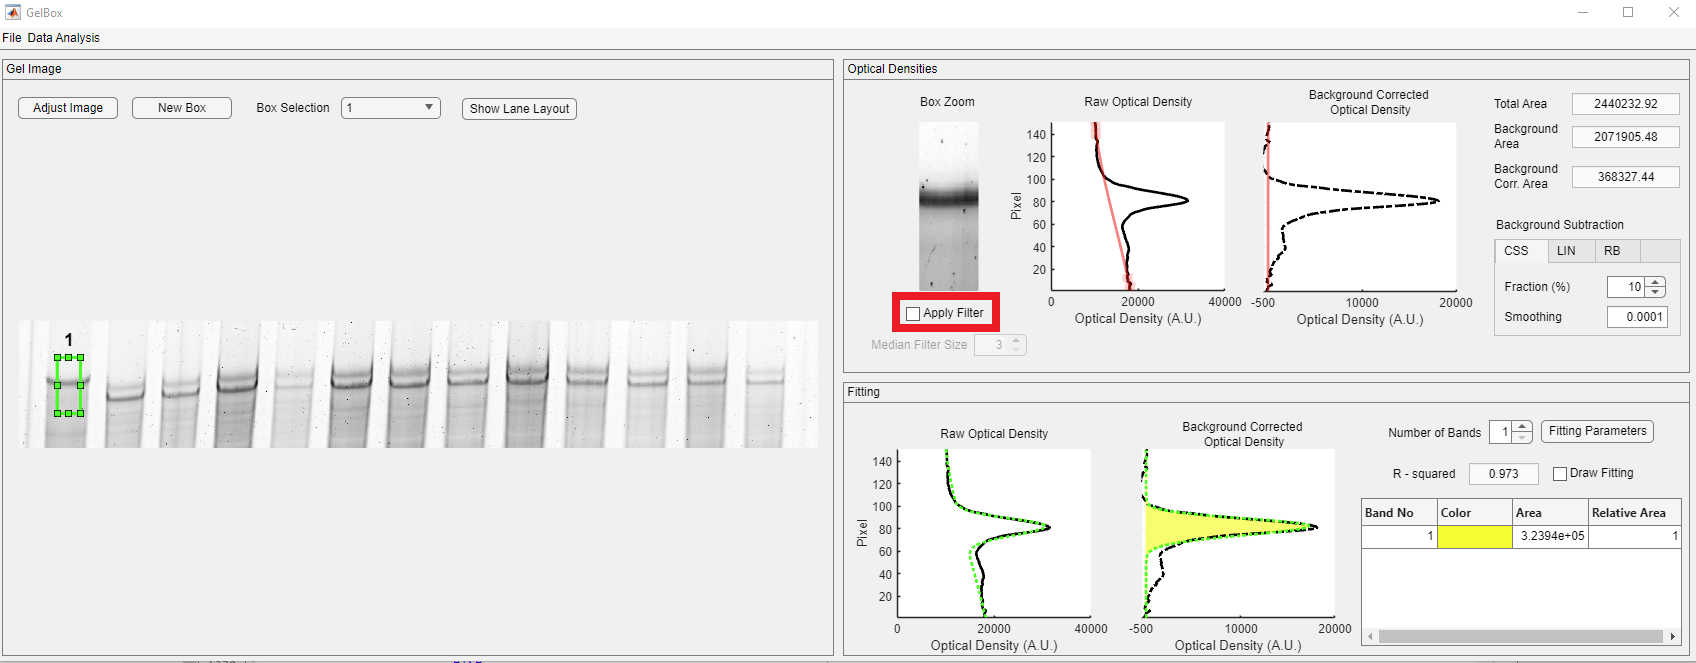 GelBox
File Data Analysis
Gel Image
Adjust Image
New Box
Box Selection
1
Show Lane Layout
1
Optical Densities
Box Zoom
Apply Filter
Median Filter Size
3
Raw Optical Density
140
120
100
80
60
40
20
Pixel
0 20000 40000
Optical Density (A.U.)
Background Corrected
Optical Density
-500 10000 20000
Optical Density (A.U.)
Total Area 2440232.92
Background
Area
2071905.48
Background
Corr. Area
368327.44
Background Subtraction
CSS LIN RB
Fraction (%) 10
Smoothing 0.0001
Fitting
Raw Optical Density
140
120
100
80
60
40
20
Pixel
0 20000 40000
Optical Density (A.U.)
Background Corrected
Optical Density
-500 10000 20000
Optical Density (A.U.)
Number of Bands 1 Fitting Parameters
R - squared 0.973 Draw Fitting
Band No Color Area Relative Area
1 3.2394e+05 1